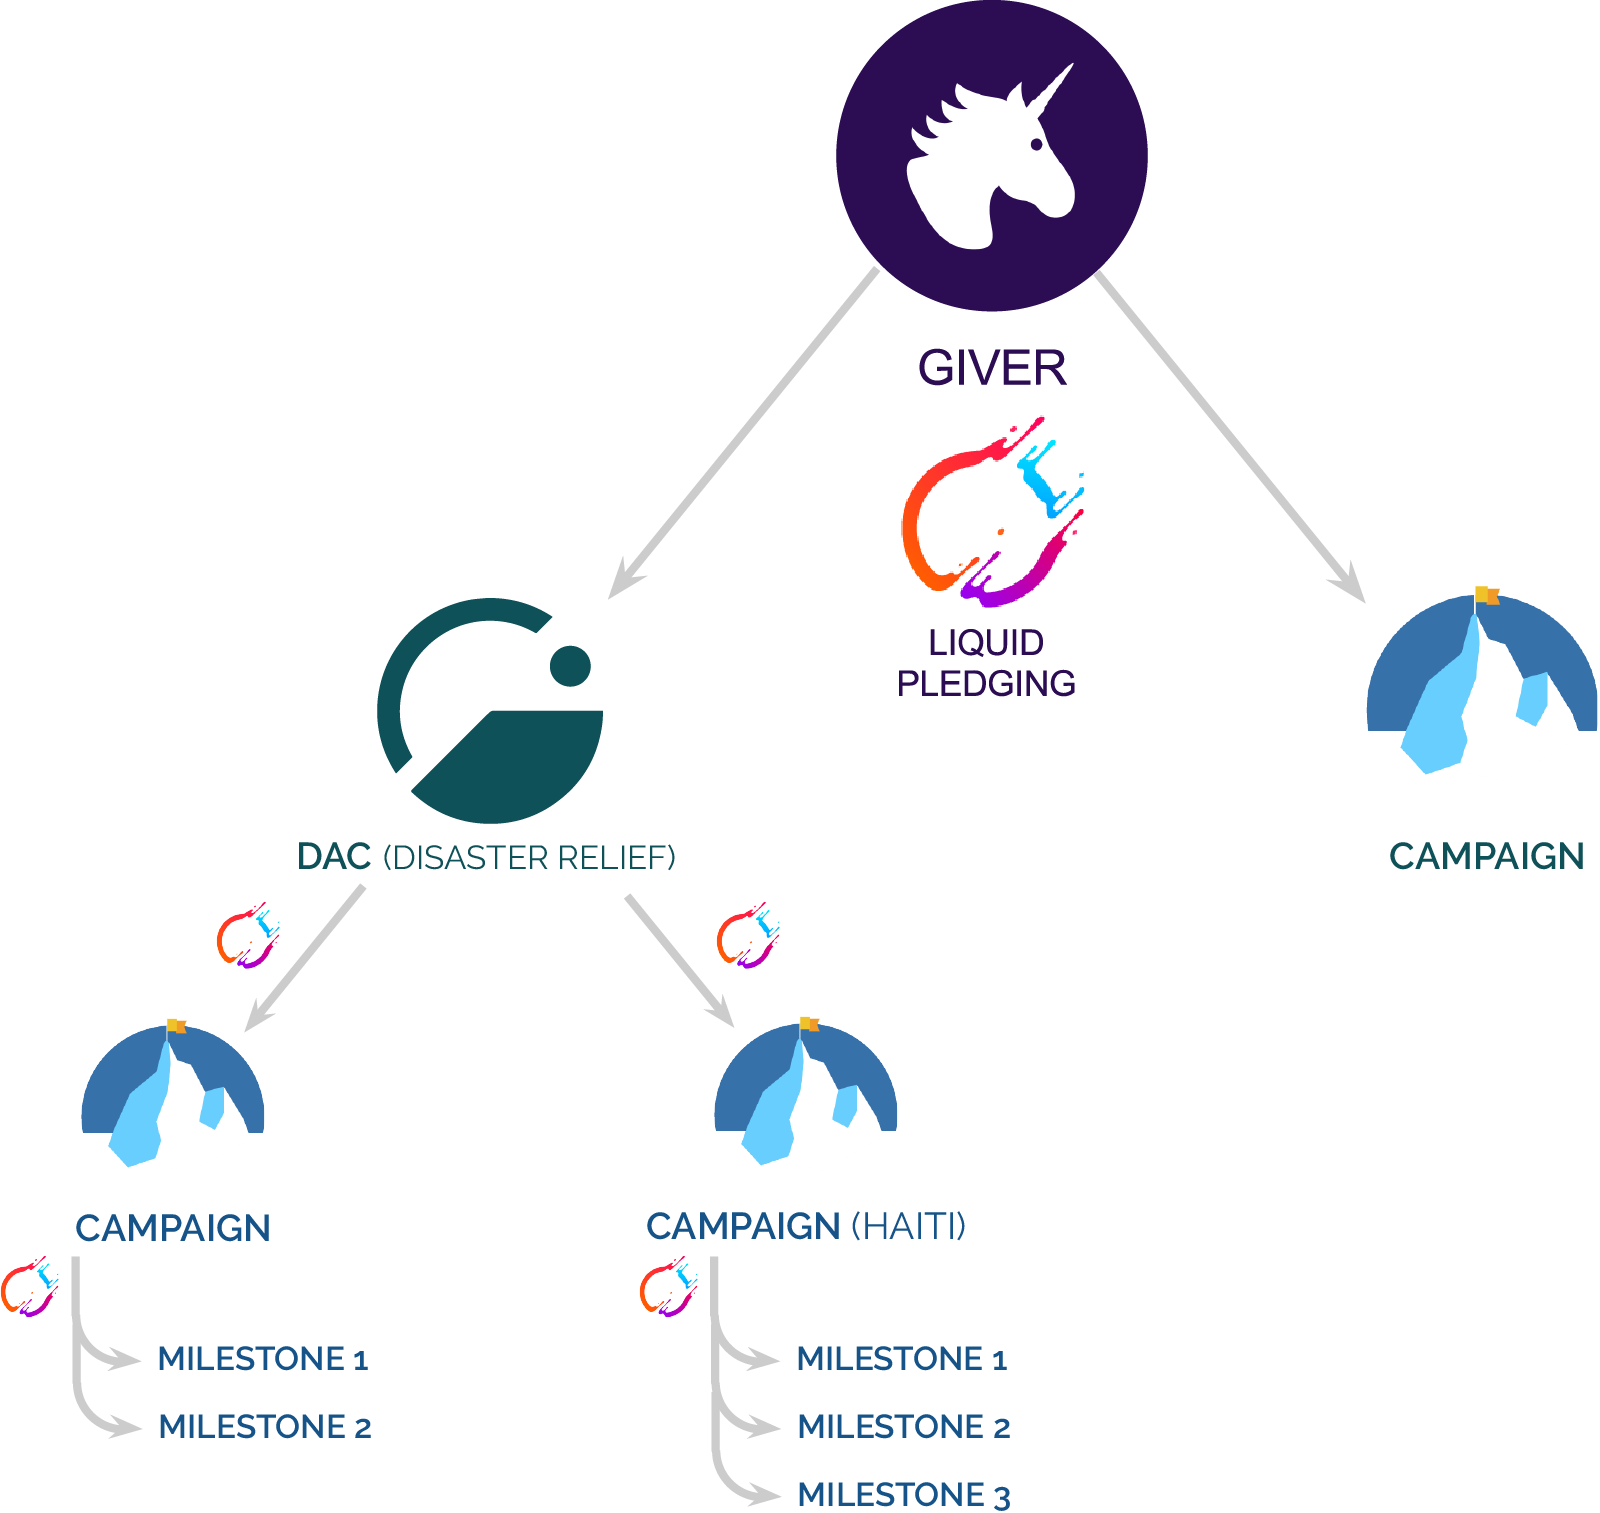 GIVER
LIQUID
PLEDGING
DAC (DISASTER RELIEF)
CAMPAIGN
CAMPAIGN
CAMPAIGN (HAITI)
MILESTONE 1
MILESTONE 2
MILESTONE 1
MILESTONE 2
MILESTONE 3